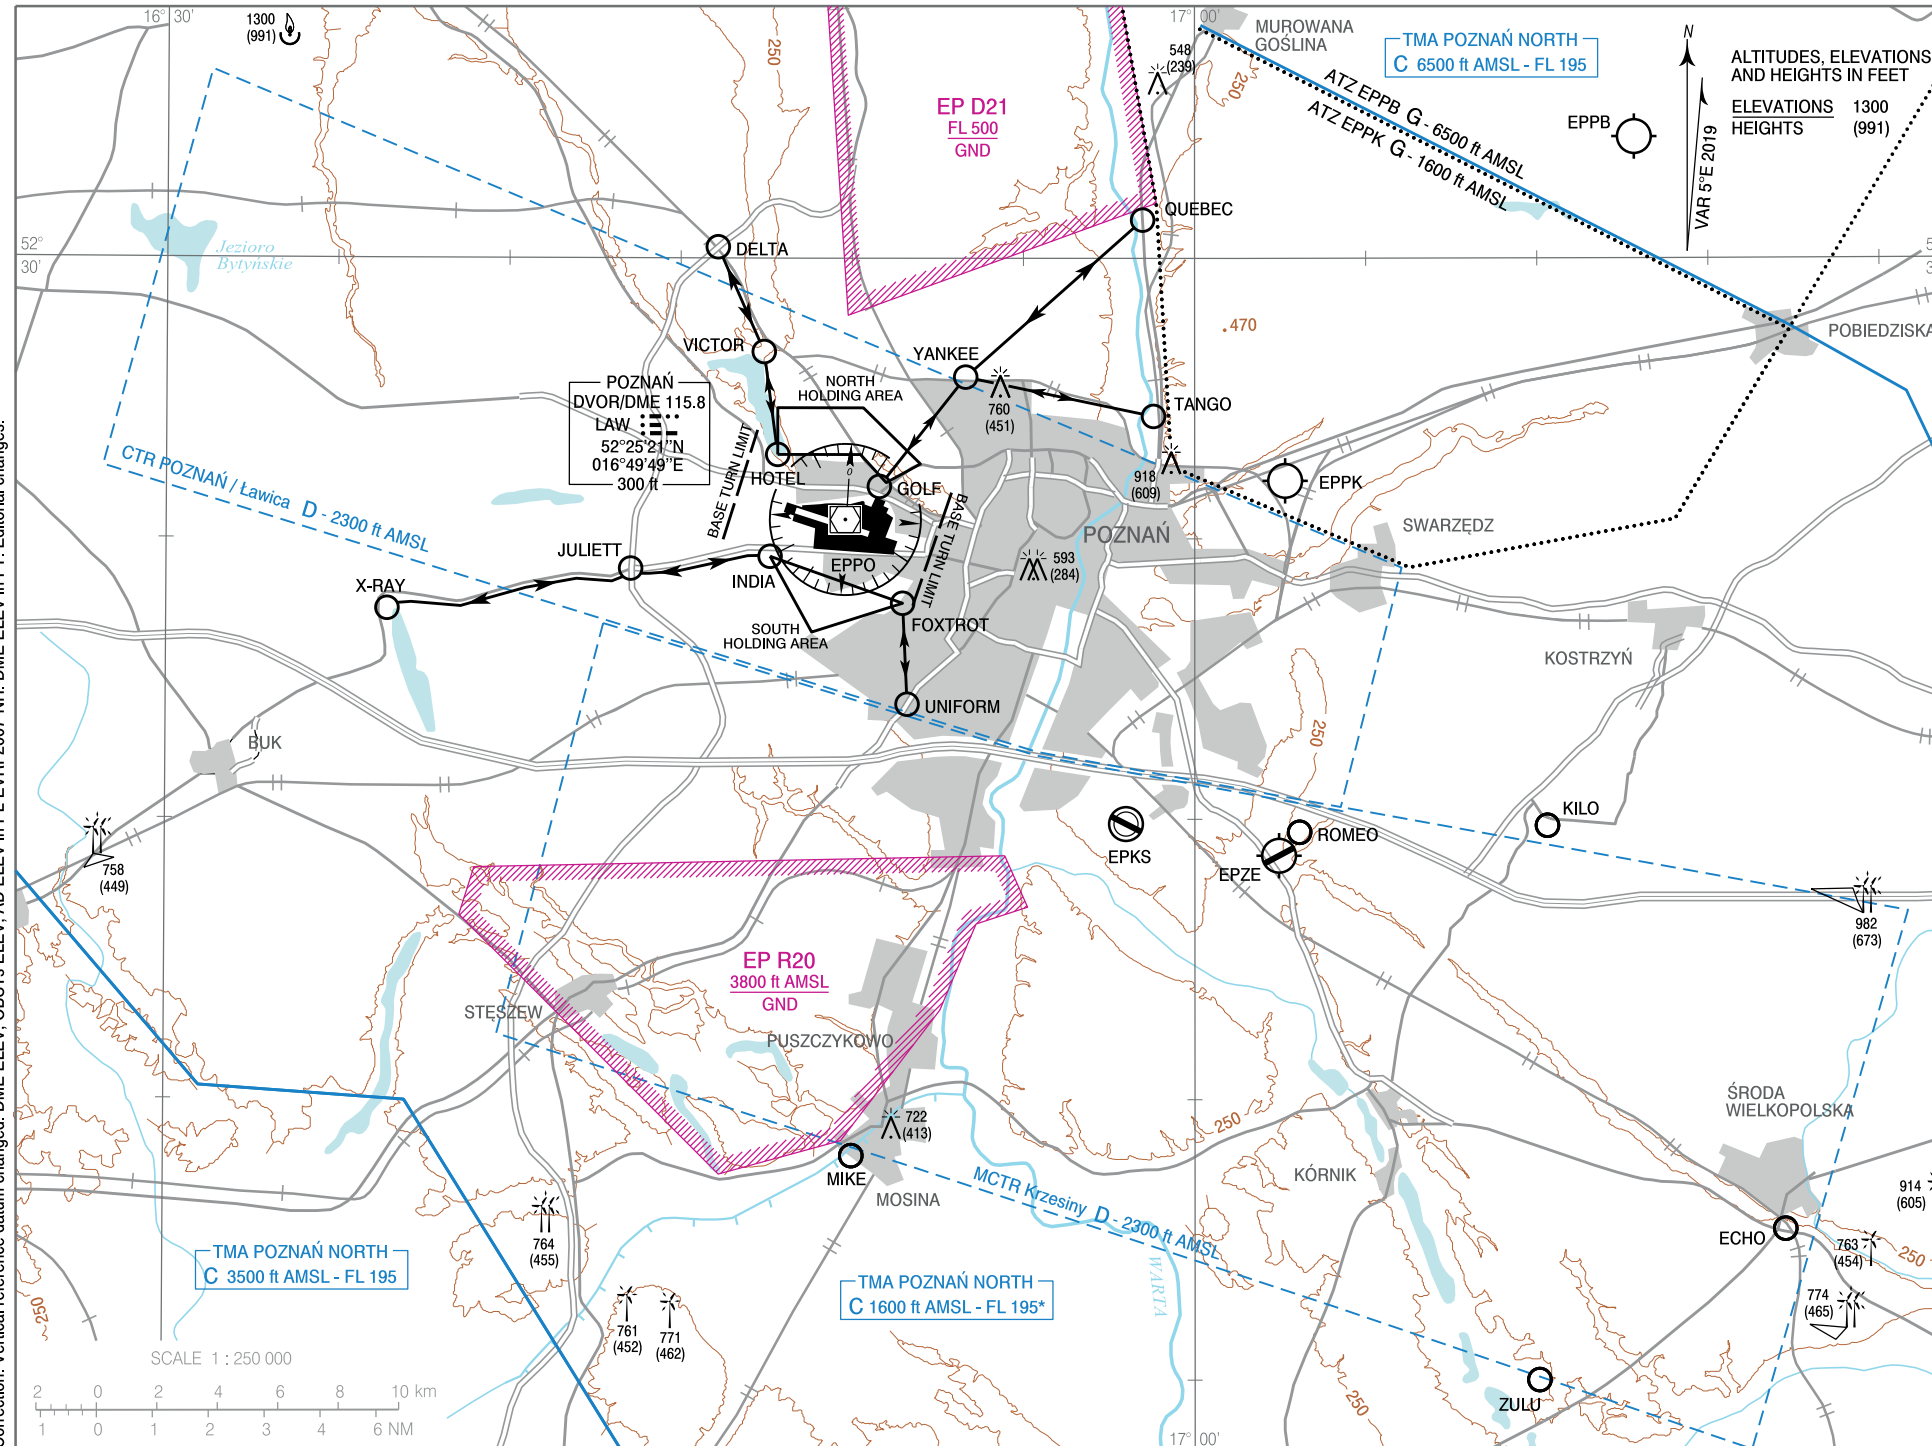 16° 30'
1300
(991)
250
17° 00'
MUROWANA
GOŚLINA
548
(239)
250
TMA POZNAŃ NORTH
C 6500 ft AMSL - FL 195
N
VAR 5°E 2019
ALTITUDES, ELEVATIONS
AND HEIGHTS IN FEET
ELEVATIONS 1300
HEIGHTS (991)
EPPB
ATZ EPPB G - 6500 ft AMSL
ATZ EPPK G - 1600 ft AMSL
EP D21
FL 500
GND
QUEBEC
52°
30'
Jezioro
Bytyńskie
DELTA
VICTOR
YANKEE
.470
POBIEDZISKA
POZNAŃ
DVOR/DME 115.8
LAW
52°25'21''N
016°49'49''E
300 ft
NORTH
HOLDING AREA
760
(451)
TANGO
BASE TURN LIMIT
HOTEL
0
GOLF
918
(609)
EPPK
CTR POZNAŃ / Ławica D - 2300 ft AMSL
BASE TURN LIMIT
POZNAŃ
SWARZĘDZ
JULIETT
INDIA
EPPO
593
(284)
X-RAY
FOXTROT
SOUTH
HOLDING AREA
KOSTRZYŃ
UNIFORM
BUK
250
KILO
ROMEO
EPKS
EPZE
758
(449)
982
(673)
EP R20
3800 ft AMSL
GND
STĘSZEW
PUSZCZYKOWO
722
(413)
250
ŚRODA
WIELKOPOLSKA
MIKE
MOSINA
KÓRNIK
MCTR Krzesiny D - 2300 ft AMSL
914
(605)
WARTA
ECHO
763
(454)
250
764
(455)
TMA POZNAŃ NORTH
C 3500 ft AMSL - FL 195
TMA POZNAŃ NORTH
C 1600 ft AMSL - FL 195*
774
(465)
250
761
(452)
771
(462)
SCALE 1 : 250 000
2 0 2 4 6 8 10 km
1 0 1 2 3 4 6 NM
250
ZULU
17° 00'